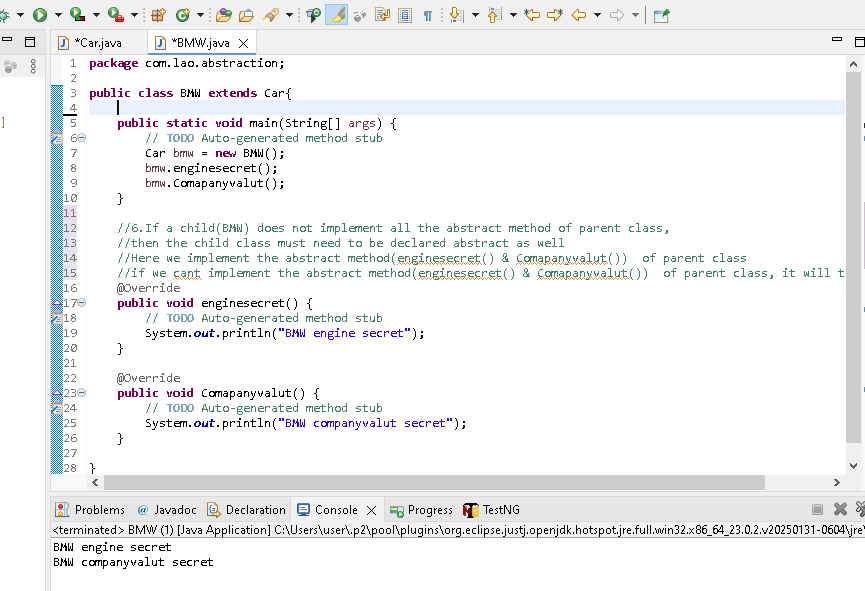 *Car.java
*BMW.java
1 package com.lao.abstraction;
2
3 public class BMW extends Car{
4
5 public static void main(String[] args) {
6 // TODO Auto-generated method stub
7 Car bmw = new BMW();
8 bmw.enginesecret();
9 bmw.Comapanyvalut();
10 }
11
12 //6.If a child(BMW) does not implement all the abstract method of parent class,
13 //then the child class must need to be declared abstract as well
14 //Here we implement the abstract method(enginesecret() & Comapanyvalut())  of parent class
15 //if we cant implement the abstract method(enginesecret() & Comapanyvalut())  of parent class, it will t
16 @Override
17 public void enginesecret() {
18 // TODO Auto-generated method stub
19 System.out.println("BMW engine secret");
20 }
21
22 @Override
23 public void Comapanyvalut() {
24 // TODO Auto-generated method stub
25 System.out.println("BMW companyvalut secret");
26 }
27
28 }
Problems @ Javadoc Declaration Console Progress TestNG
<terminated> BMW (1) [Java Application] C:\Users\user\.p2\pool\plugins\org.eclipse.justj.openjdk.hotspot.jre.full.win32.x86_64_23.0.2.v20250131-0604\jre\
BMW engine secret
BMW companyvalut secret